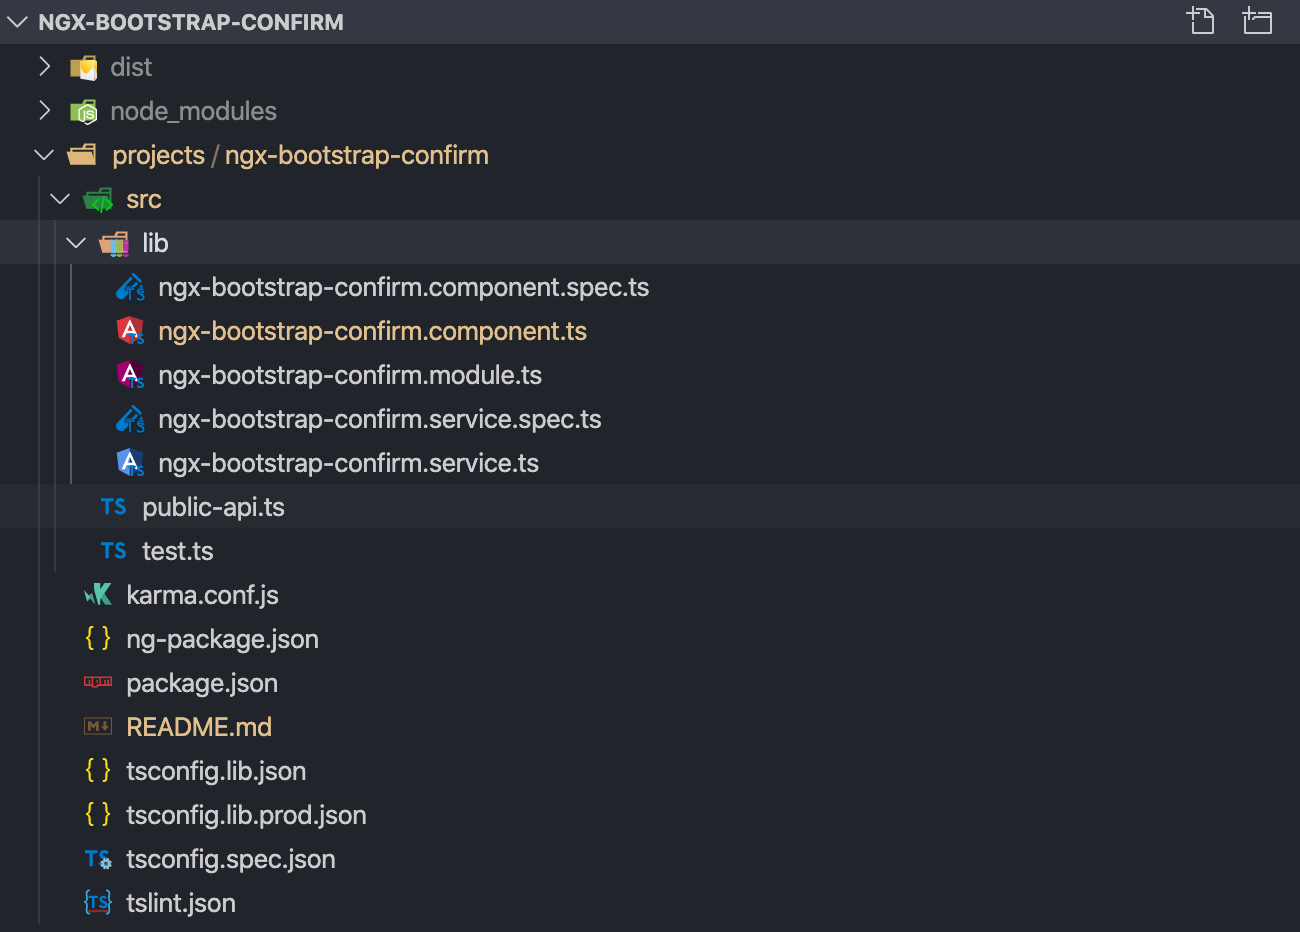 NGX-BOOTSTRAP-CONFIRM
dist
node_modules
projects / ngx-bootstrap-confirm
src
lib
ngx-bootstrap-confirm.component.spec.ts
ngx-bootstrap-confirm.component.ts
ngx-bootstrap-confirm.module.ts
ngx-bootstrap-confirm.service.spec.ts
ngx-bootstrap-confirm.service.ts
TS public-api.ts
TS test.ts
karma.conf.js
{ } ng-package.json
package.json
README.md
{ } tsconfig.lib.json
{ } tsconfig.lib.prod.json
TS tsconfig.spec.json
{TS} tslint.json